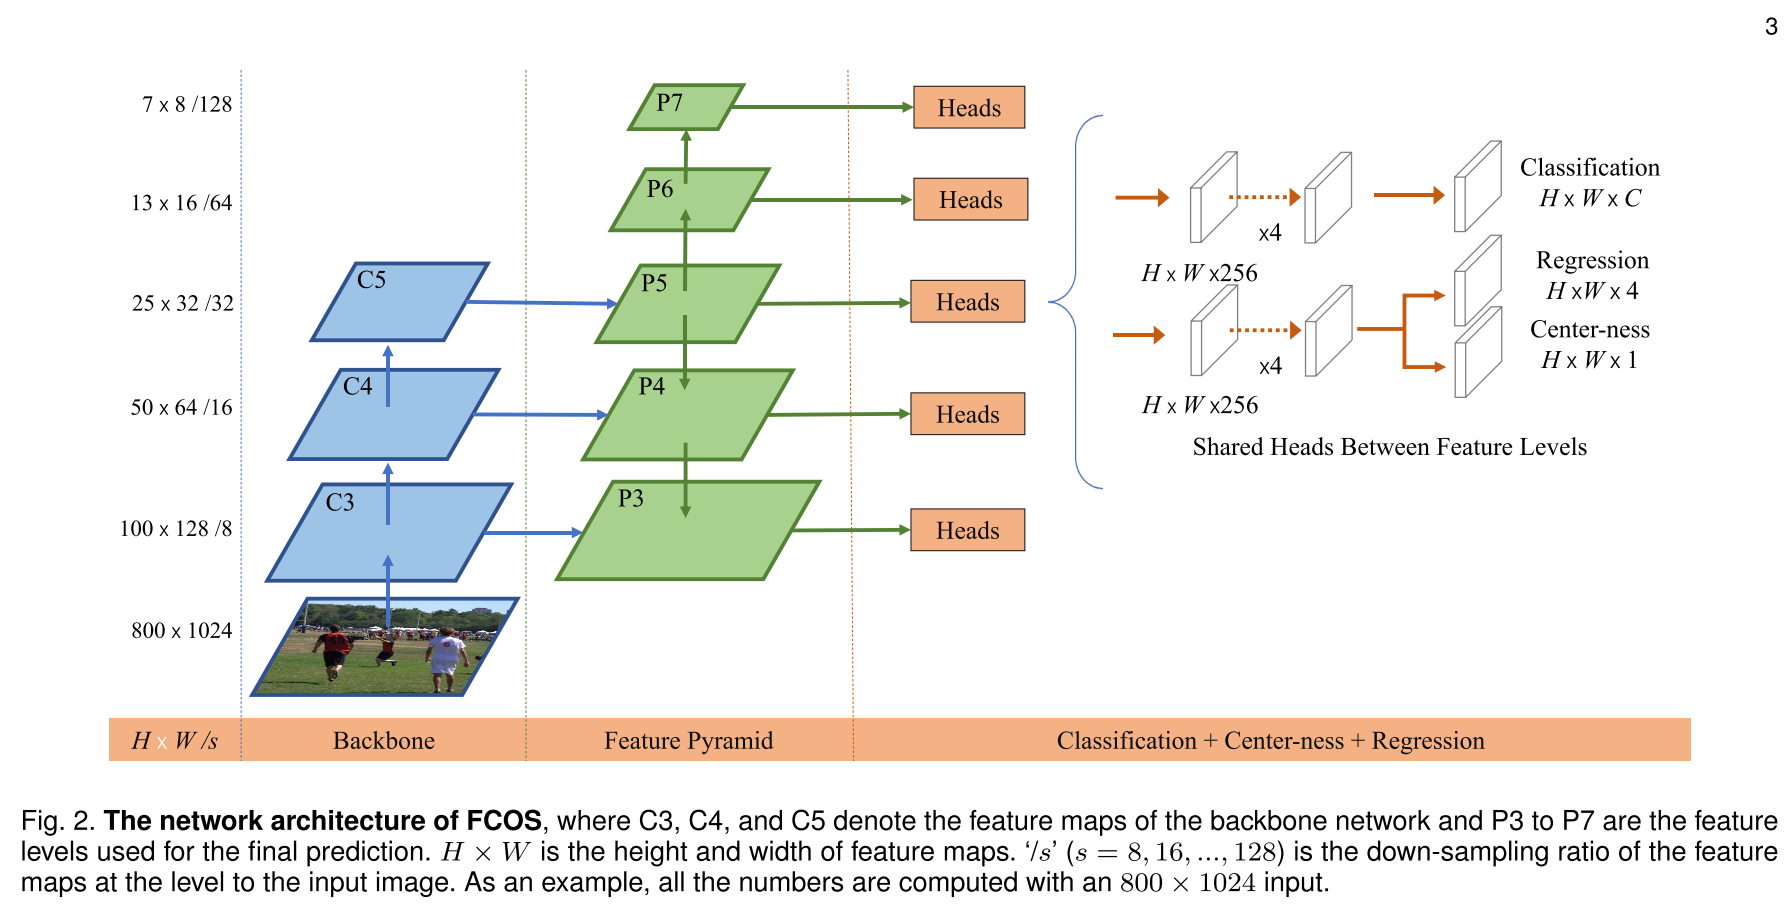 3
7 x 8 /128
P7
Heads
13 x 16 /64
P6
Heads
25 x 32 /32
C5
P5
Heads
50 x 64 /16
C4
P4
Heads
100 x 128 /8
C3
P3
Heads
800 x 1024
x4
Classification
H x W x C
H x W x256
x4
Regression
H xW x 4
Center-ness
H x W x 1
H x W x256
Shared Heads Between Feature Levels
H x W /s
Backbone
Feature Pyramid
Classification + Center-ness + Regression
Fig. 2. The network architecture of FCOS, where C3, C4, and C5 denote the feature maps of the backbone network and P3 to P7 are the feature
levels used for the final prediction. H × W is the height and width of feature maps. ‘/s’ (s = 8, 16, ..., 128) is the down-sampling ratio of the feature
maps at the level to the input image. As an example, all the numbers are computed with an 800 × 1024 input.